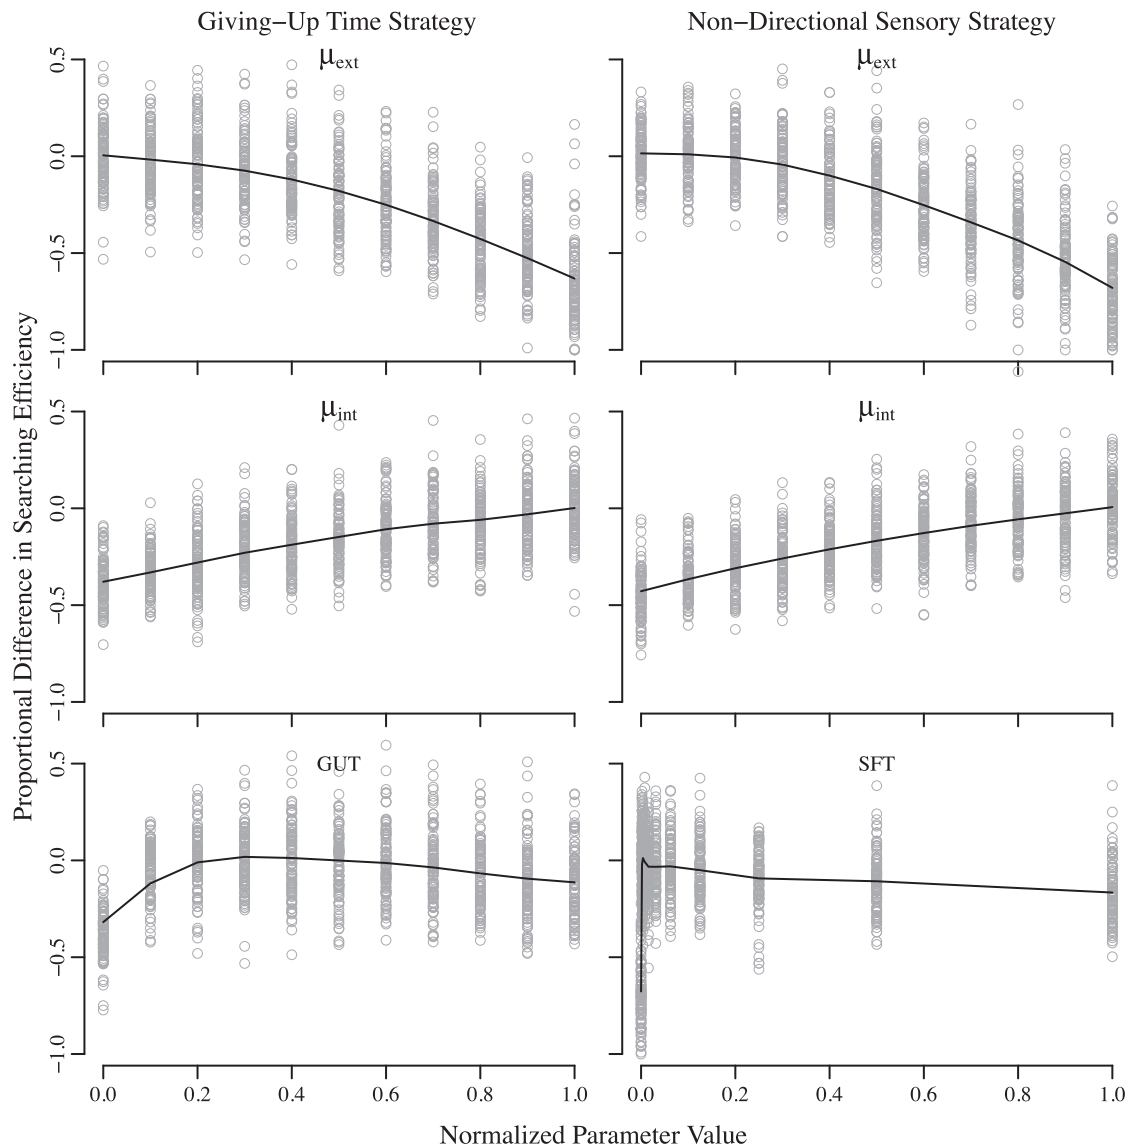 Giving−Up Time Strategy
Non−Directional Sensory Strategy
μext
μext
0.5
0.0
−0.5
−1.0
μint
μint
0.5
0.0
−0.5
−1.0
GUT
SFT
0.5
0.0
−0.5
−1.0
0.0 0.2 0.4 0.6 0.8 1.0
0.0 0.2 0.4 0.6 0.8 1.0
Proportional Difference in Searching Efficiency
Normalized Parameter Value